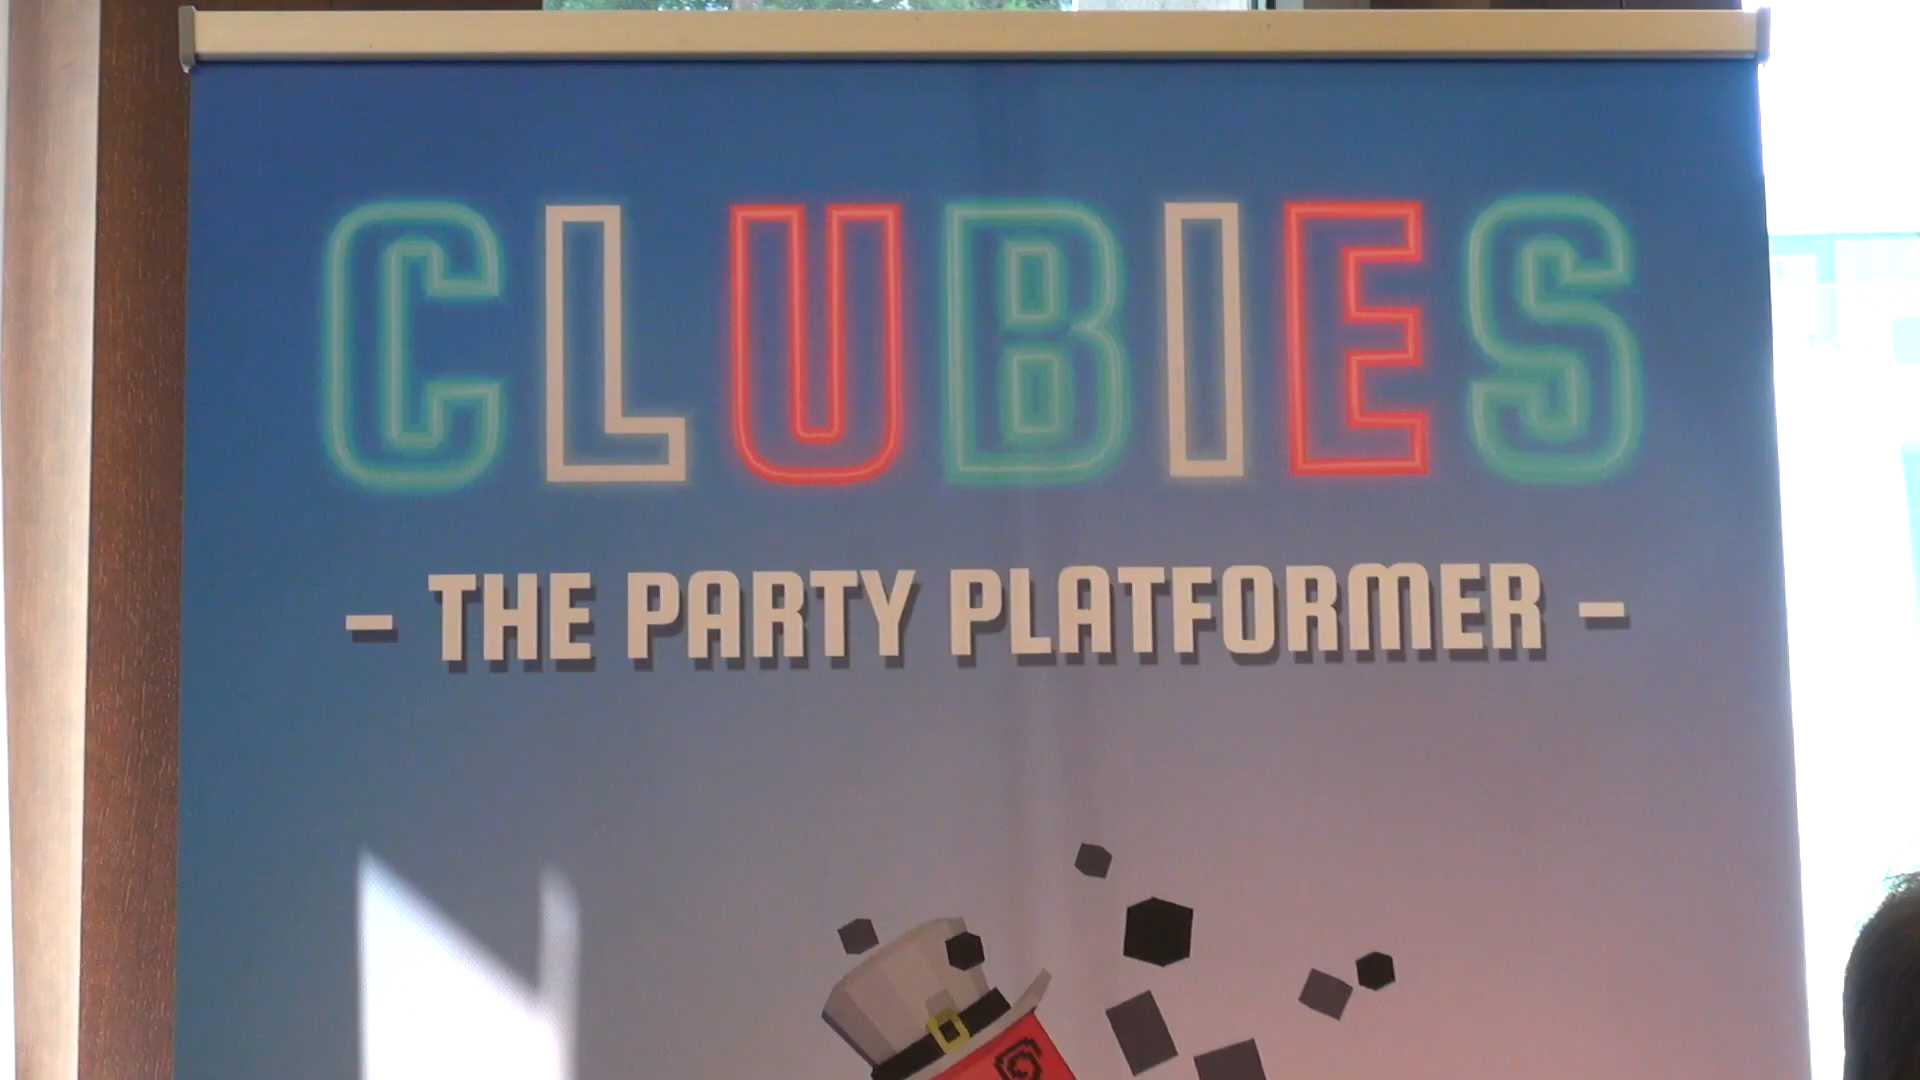 CLUBIES
– THE PARTY PLATFORMER –